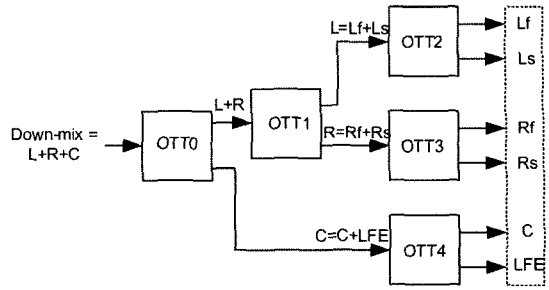 L=Lf+Ls
OTT2
Lf
Ls
L+R
Down-mix =
L+R+C
OTT0
OTT1
R=Rf+Rs
OTT3
Rf
Rs
C=C+LFE
OTT4
C
LFE